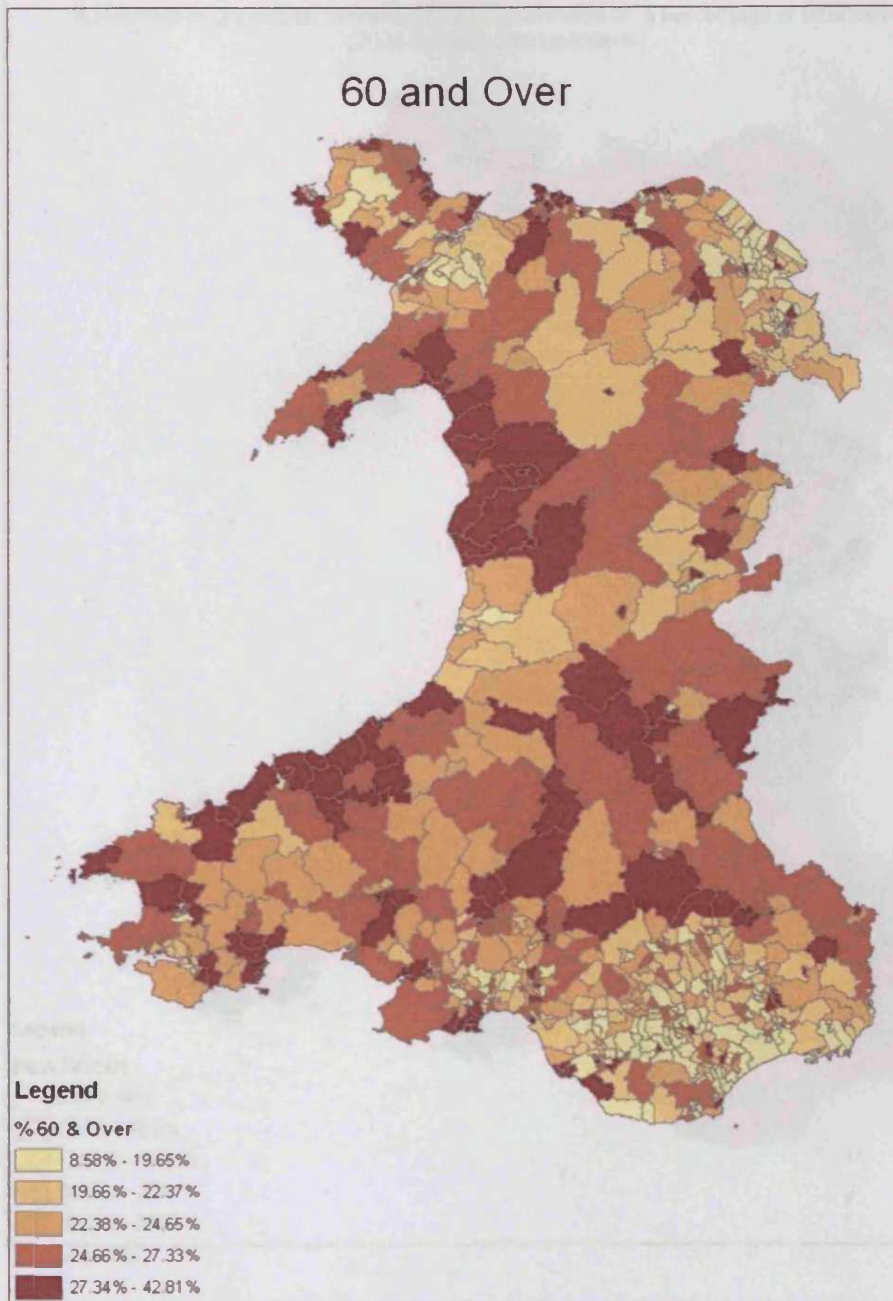 60 and Over
Legend
% 60 & Over
8.58% - 19.65%
19.66% - 22.37%
22.38% - 24.65%
24.66% - 27.33%
27.34% - 42.81%